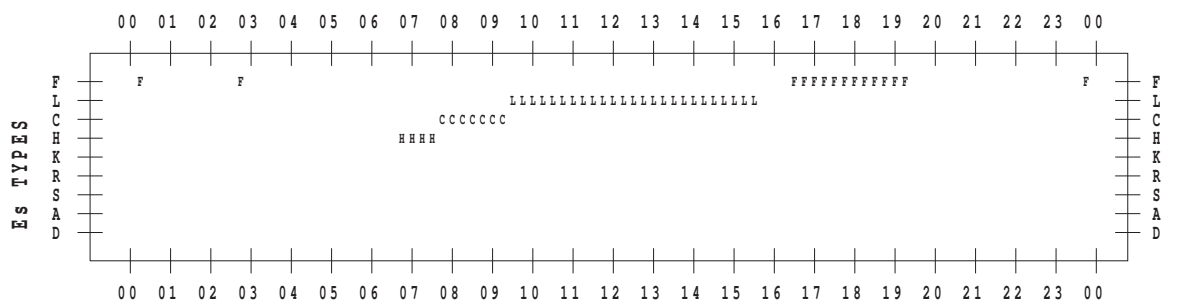 00 01 02 03 04 05 06 07 08 09 10 11 12 13 14 15 16 17 18 19 20 21 22 23 00
F F F FFFFFFFFFFFF F F
L LLLLLLLLLLLLLLLLLLLLLLLLL L
C CCCCCCC C
H HHHH H
K K
R R
S S
A A
D D
Es TYPES
00 01 02 03 04 05 06 07 08 09 10 11 12 13 14 15 16 17 18 19 20 21 22 23 00